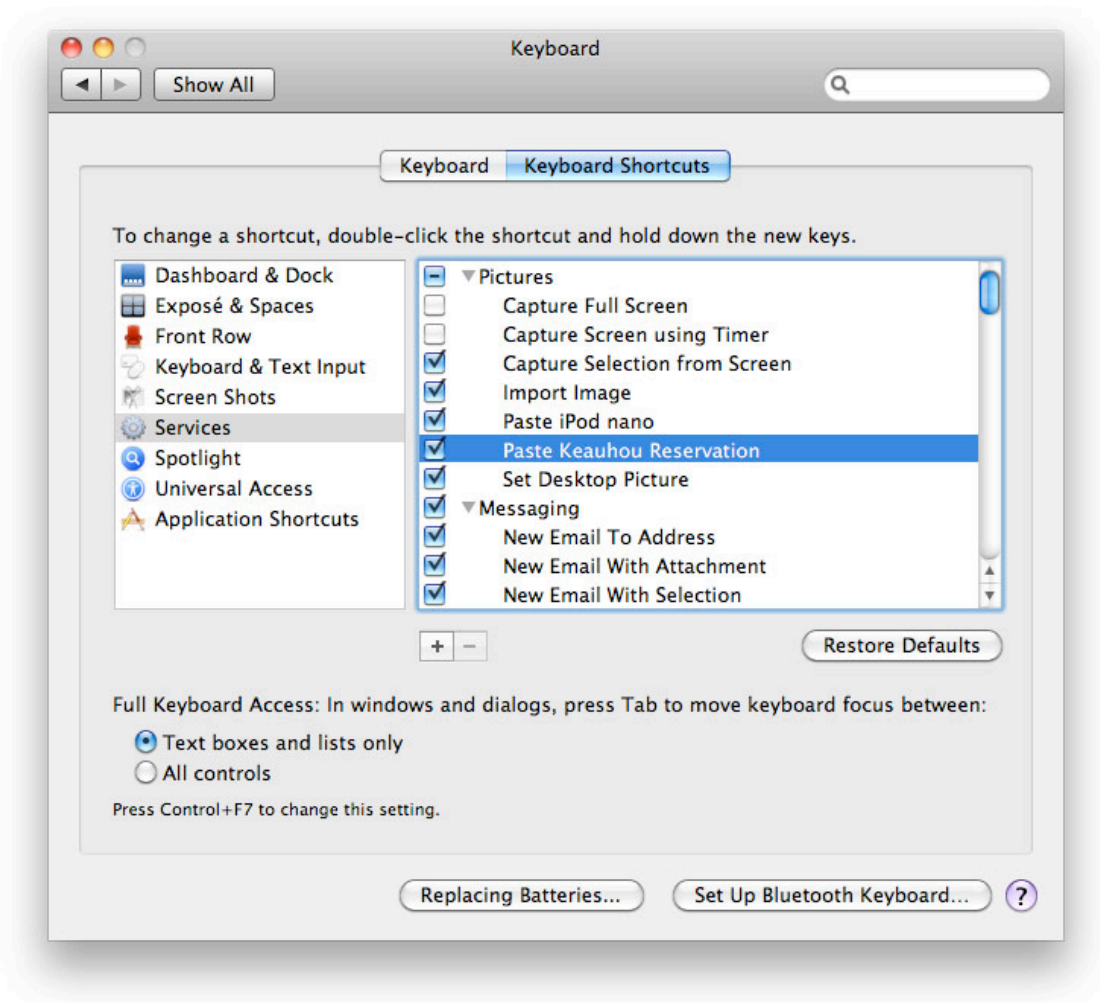 Keyboard
Show All
Keyboard
Keyboard Shortcuts
To change a shortcut, double-click the shortcut and hold down the new keys.
Dashboard & Dock
Exposé & Spaces
Front Row
Keyboard & Text Input
Screen Shots
Services
Spotlight
Universal Access
Application Shortcuts
Pictures
Capture Full Screen
Capture Screen using Timer
Capture Selection from Screen
Import Image
Paste iPod nano
Paste Keauhou Reservation
Set Desktop Picture
Messaging
New Email To Address
New Email With Attachment
New Email With Selection
+ −
Restore Defaults
Full Keyboard Access: In windows and dialogs, press Tab to move keyboard focus between:
Text boxes and lists only
All controls
Press Control+F7 to change this setting.
Replacing Batteries...
Set Up Bluetooth Keyboard...
?